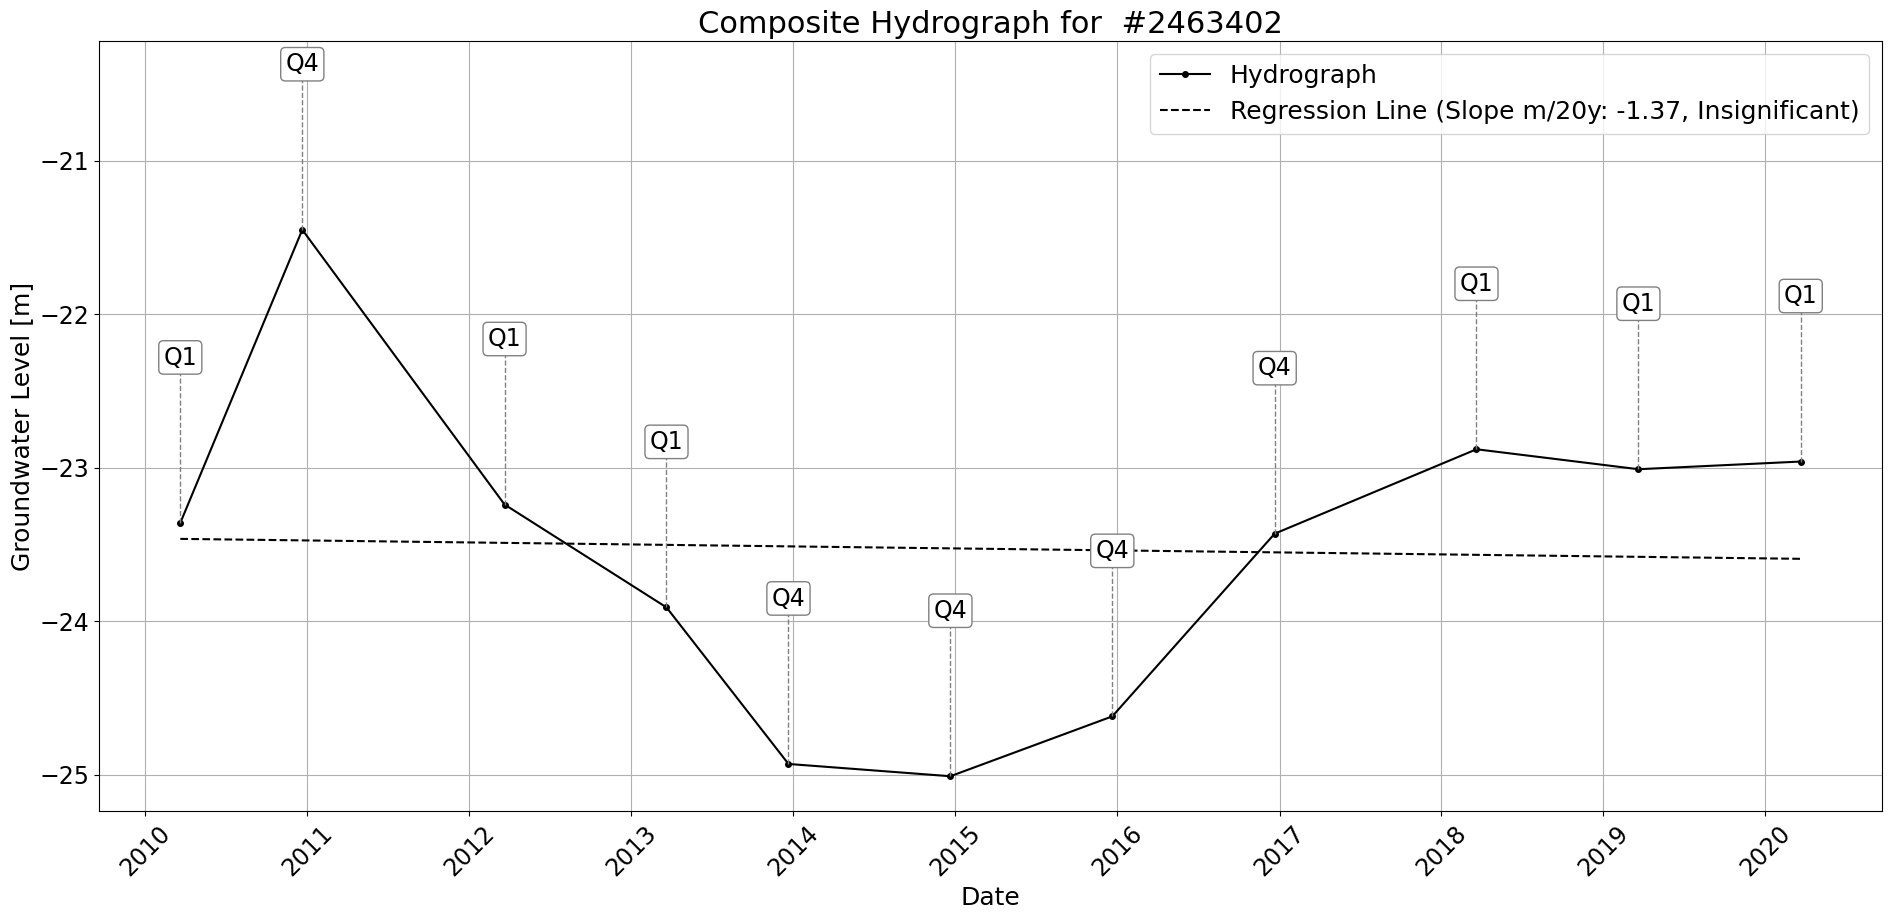 Composite Hydrograph for #2463402
Hydrograph
Regression Line (Slope m/20y: -1.37, Insignificant)
Groundwater Level [m]
−21
−22
−23
−24
−25
Q1
Q4
Q1
Q1
Q4
Q4
Q4
Q4
Q1
Q1
Q1
2010
2011
2012
2013
2014
2015
2016
2017
2018
2019
2020
Date